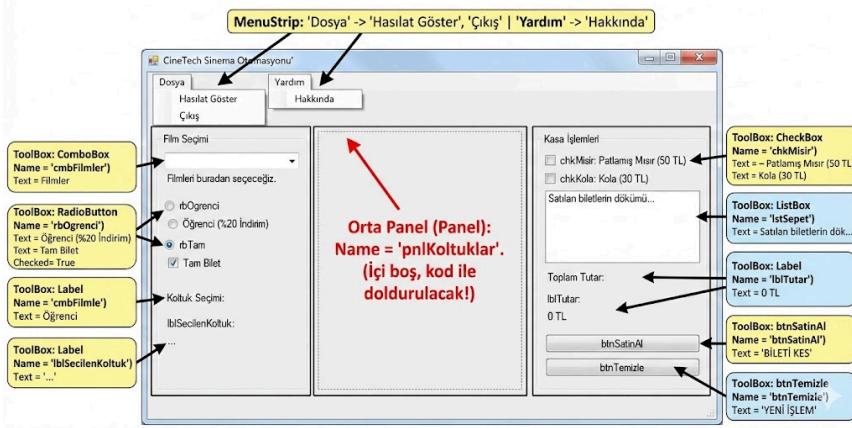 MenuStrip: 'Dosya' -> 'Hasılat Göster', 'Çıkış' | 'Yardım' -> 'Hakkında'
CineTech Sinema Otomasyonu'
Dosya
Yardım
Hasılat Göster
Çıkış
Hakkında
ToolBox: ComboBox
Name = 'cmbFilmler')
Text = Filmler
ToolBox: RadioButton
Name = 'rbOgrenci')
Text = Öğrenci (%20 İndirim)
Text = Tam Bilet
Checked= True
ToolBox: Label
Name = 'cmbFilmle')
Text = Öğrenci
ToolBox: Label
Name = 'lblSecilenKoltuk')
Text = '...'
Film Seçimi
Filmleri buradan seçeceğiz.
rbOgrenci
Öğrenci (%20 İndirim)
rbTam
Tam Bilet
Koltuk Seçimi:
lblSecilenKoltuk:
...
Orta Panel (Panel):
Name = 'pnlKoltuklar'.
(İçi boş, kod ile
doldurulacak!)
Kasa İşlemleri
chkMisir: Patlamış Mısır (50 TL)
chkKola: Kola (30 TL)
Satılan biletlerin dökümü...
Toplam Tutar:
lblTutar:
0 TL
btnSatinAl
btnTemizle
ToolBox: CheckBox
Name = 'chkMisir')
Text = – Patlamış Mısır (50 TL
Text = Kola (30 TL)
ToolBox: ListBox
Name = 'lstSepet')
Text = Satılan biletlerin dök...
ToolBox: Label
Name = 'lblTutar')
Text = 0 TL
ToolBox: btnSatinAl
Name = 'btnSatinAl')
Text = 'BİLETİ KES'
ToolBox: btnTemizle
Name = 'btnTemizle')
Text = 'YENİ İŞLEM'